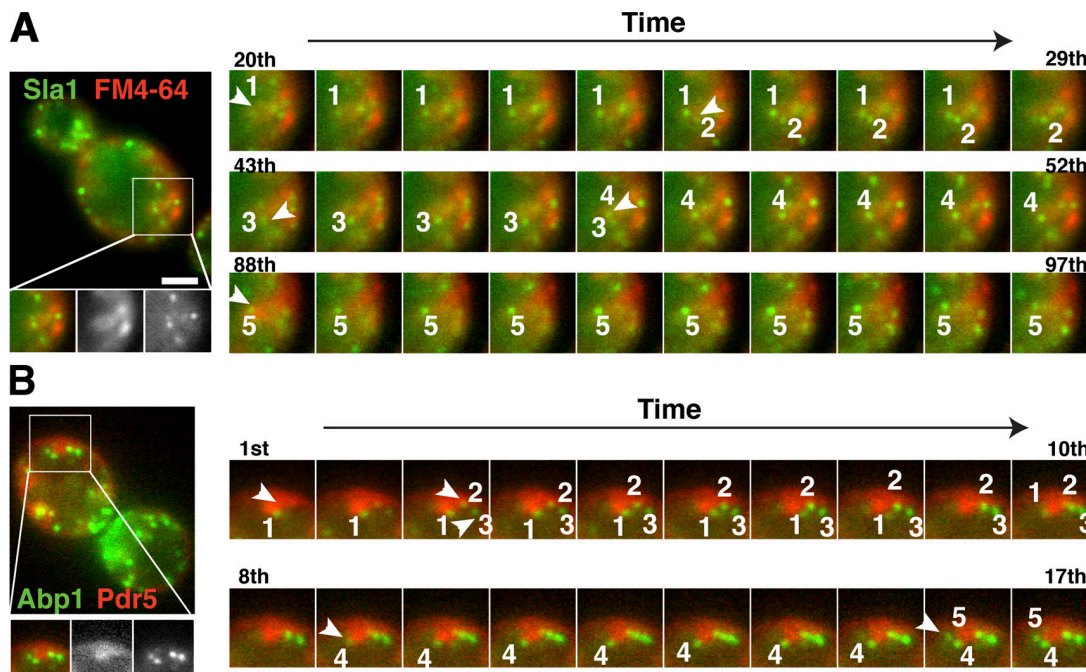 A
Time
20th 29th
Sla1 FM4-64
1 1 1 1 1 1 1 1 1
2 2 2 2 2
43rd 52th
4 4 4 4 4 4
3 3 3 3 3
88th 97th
5 5 5 5 5 5 5 5 5 5
B
Time
1st 10th
2 2 2 2 2 2 2 1 2
1 1 1 3 1 3 1 3 1 3 1 3 1 3 3 3
8th 17th
Abp1 Pdr5
5 5
4 4 4 4 4 4 4 4 4